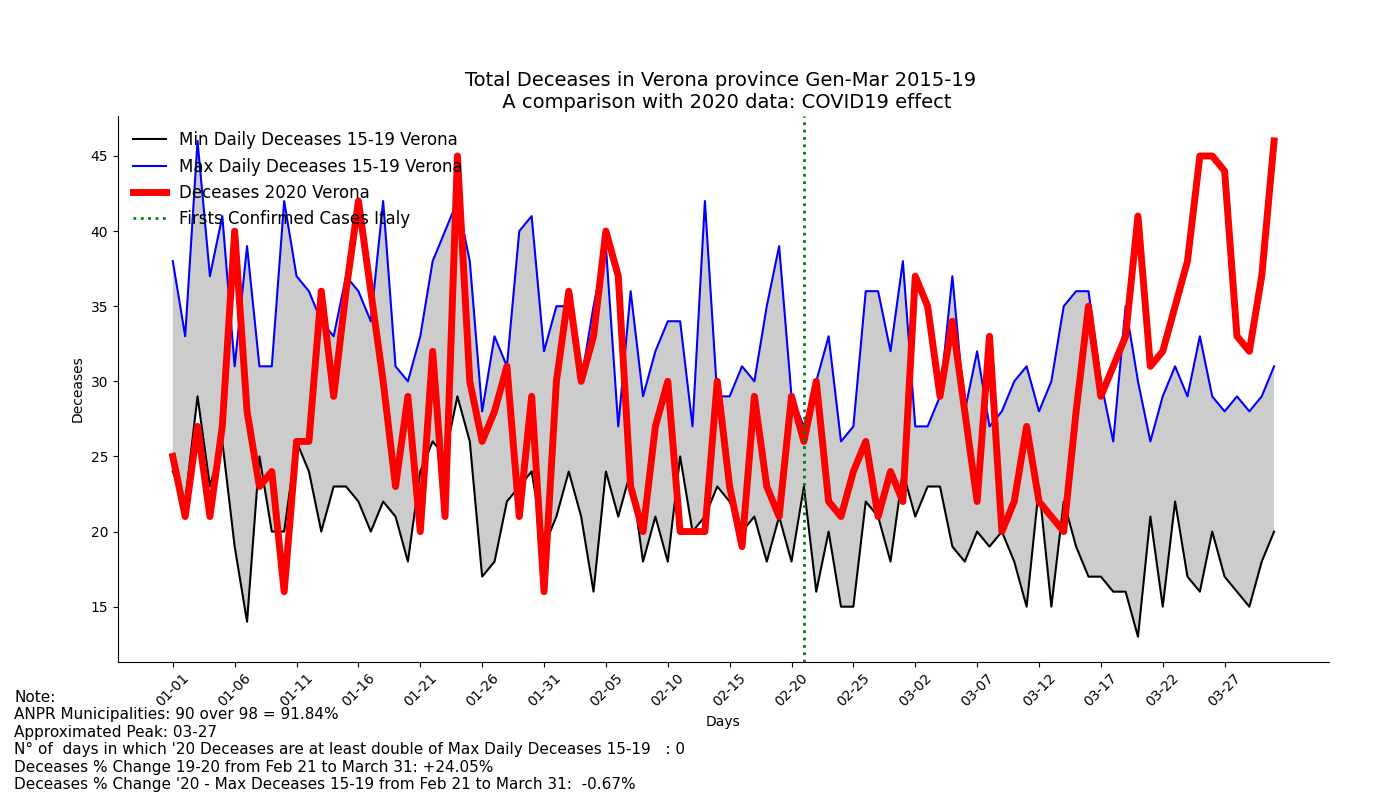 Total Deceases in Verona province Gen-Mar 2015-19
A comparison with 2020 data: COVID19 effect
Min Daily Deceases 15-19 Verona
Max Daily Deceases 15-19 Verona
Deceases 2020 Verona
Firsts Confirmed Cases Italy
45
40
35
30
25
20
15
Deceases
01-01
01-06
01-11
01-16
01-21
01-26
01-31
02-05
02-10
02-15
02-20
02-25
03-02
03-07
03-12
03-17
03-22
03-27
Days
Note:
ANPR Municipalities: 90 over 98 = 91.84%
Approximated Peak: 03-27
N° of  days in which '20 Deceases are at least double of Max Daily Deceases 15-19   : 0
Deceases % Change 19-20 from Feb 21 to March 31: +24.05%
Deceases % Change '20 - Max Deceases 15-19 from Feb 21 to March 31:  -0.67%